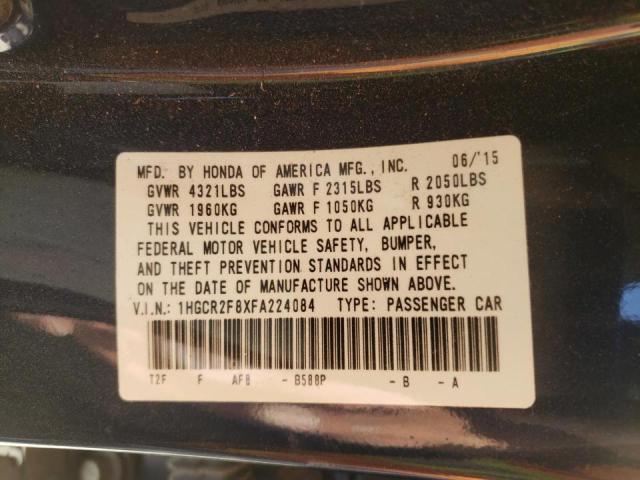 MFD. BY HONDA OF AMERICA MFG., INC. 06/'15
GVWR 4321LBS GAWR F 2315LBS R 2050LBS
GVWR 1960KG GAWR F 1050KG R 930KG
THIS VEHICLE CONFORMS TO ALL APPLICABLE
FEDERAL MOTOR VEHICLE SAFETY, BUMPER,
AND THEFT PREVENTION STANDARDS IN EFFECT
ON THE DATE OF MANUFACTURE SHOWN ABOVE.
V.I.N.: 1HGCR2F8XFA224084 TYPE: PASSENGER CAR
T2F F AF8 - B588P - B - A